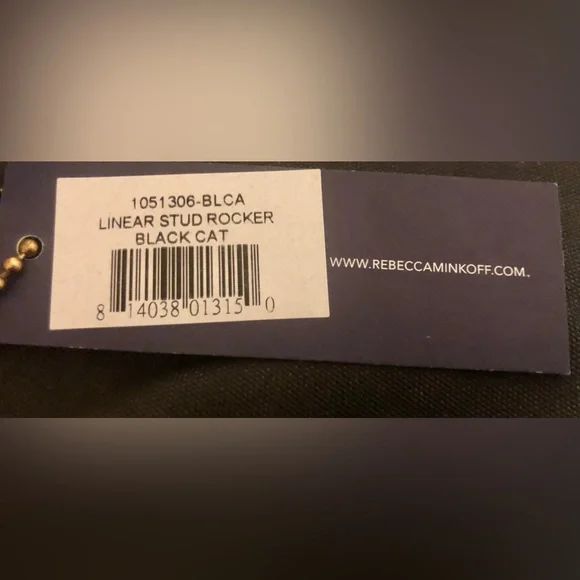 1051306-BLCA
LINEAR STUD ROCKER
BLACK CAT
8 14038 01315 0
WWW.REBECCAMINKOFF.COM